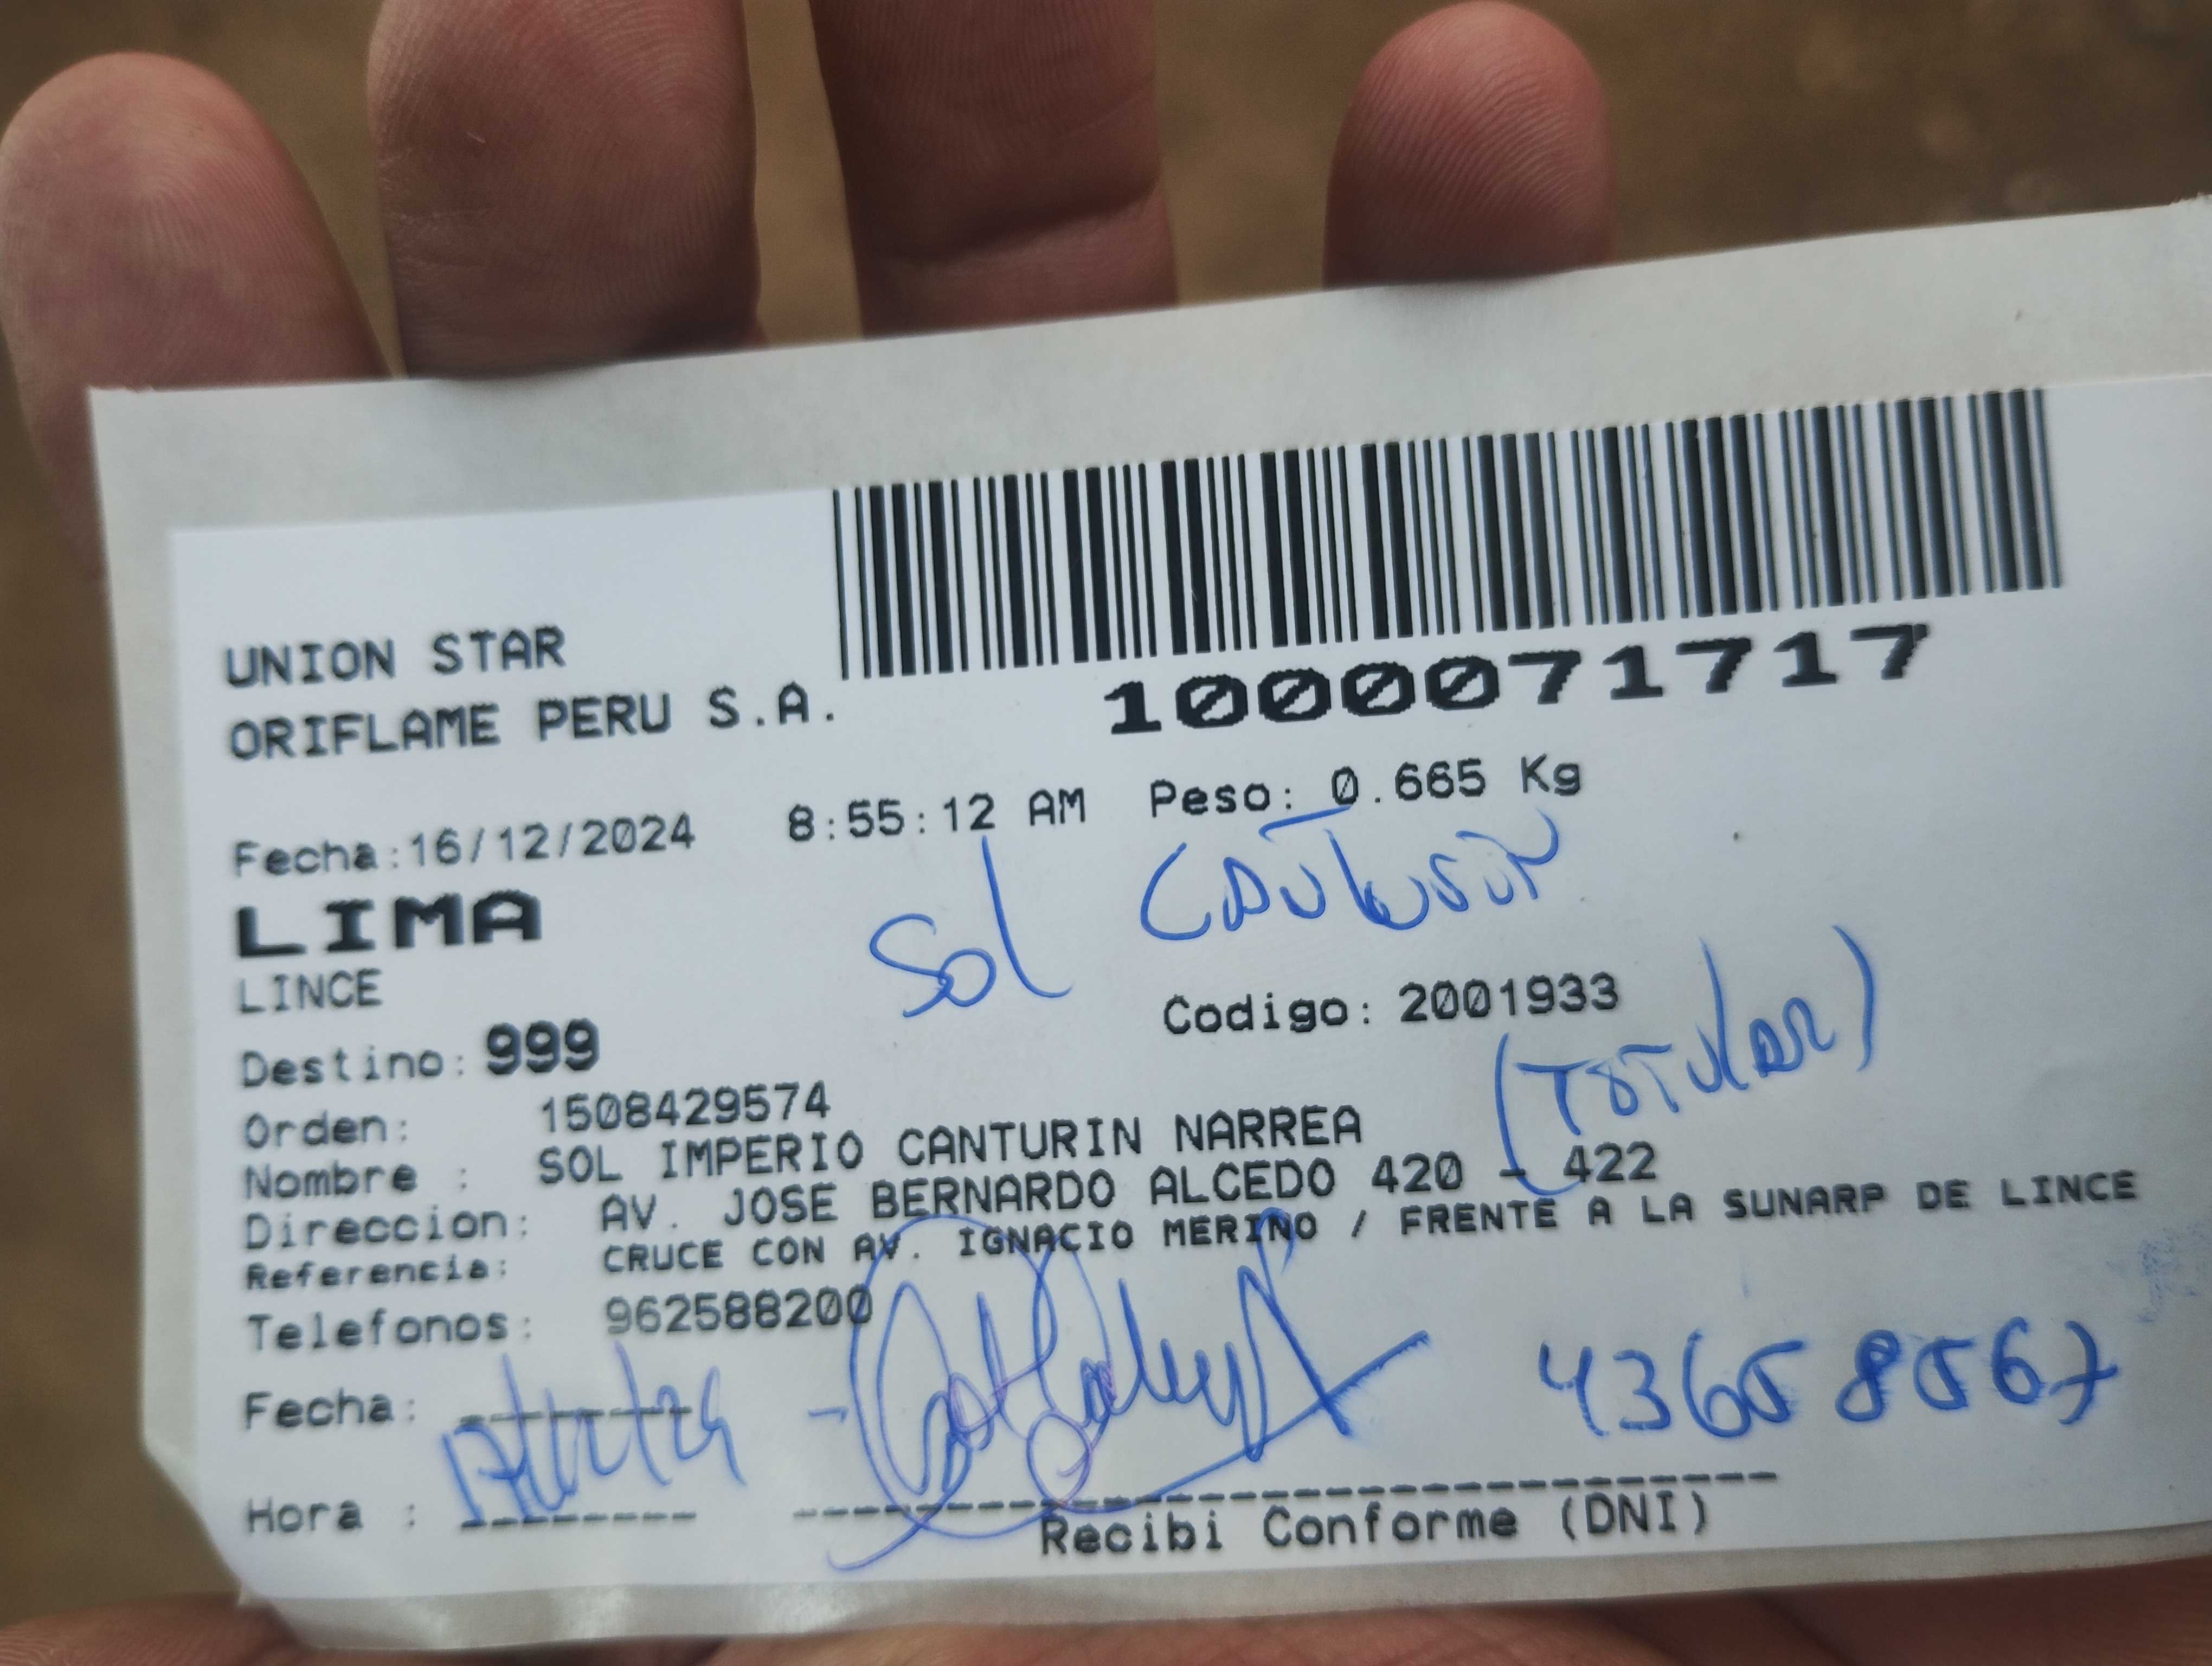 UNION STAR
ORIFLAME PERU S.A.
1000071717
Fecha:16/12/2024 8:55:12 AM Peso: 0.665 Kg
LIMA
Sol Canturin
LINCE
Codigo: 2001933
Destino: 999
(Titular)
Orden: 1508429574
Nombre : SOL IMPERIO CANTURIN NARREA
Direccion: AV. JOSE BERNARDO ALCEDO 420 - 422
Referencia: CRUCE CON AV. IGNACIO MERINO / FRENTE A LA SUNARP DE LINCE
Telefonos: 962588200
Fecha: 17/12/24
43658567
Hora :
Recibi Conforme (DNI)